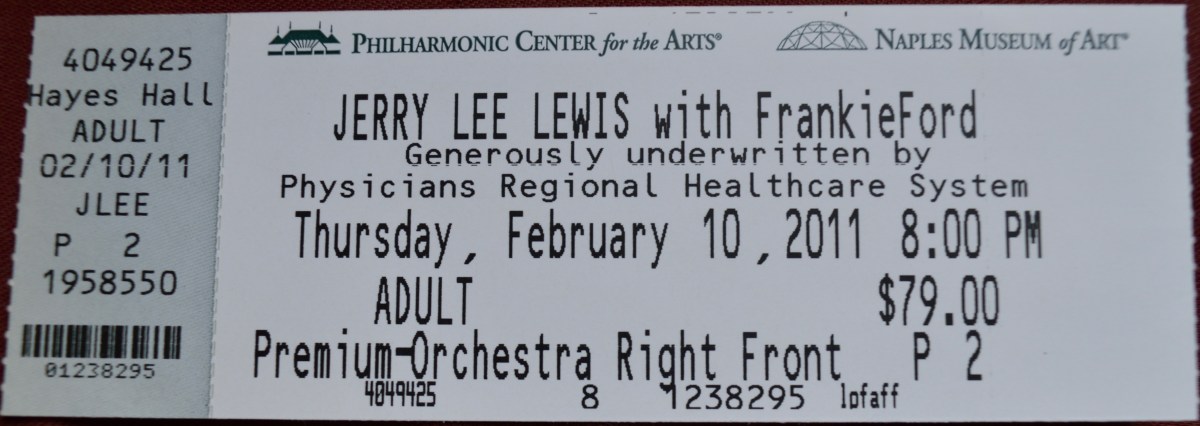 4049425
Hayes Hall
ADULT
02/10/11
JLEE
P 2
1958550
01238295
PHILHARMONIC CENTER for the ARTS®
NAPLES MUSEUM of ART®
JERRY LEE LEWIS with FrankieFord
Generously underwritten by
Physicians Regional Healthcare System
Thursday, February 10 ,2011 8:00 PM
ADULT $79.00
Premium-Orchestra Right Front P 2
4049425 8 1238295 lpfaff